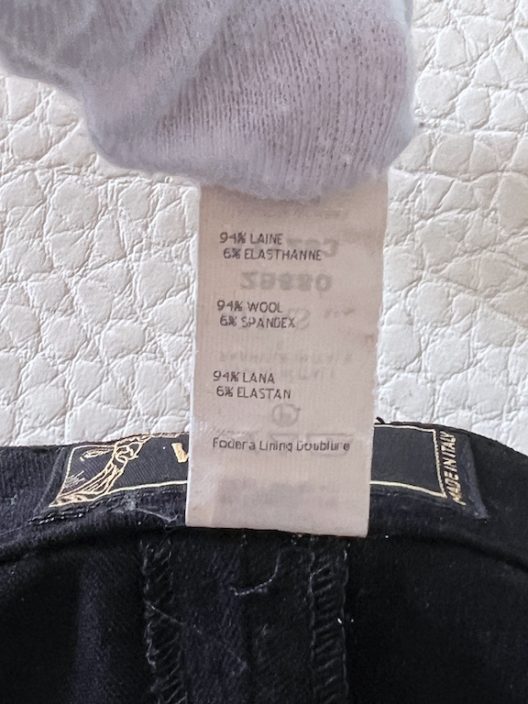 94% LAINE
6% ELASTHANNE
94% WOOL
6% SPANDEX
94% LANA
6% ELASTAN
Fodera Lining Doublure
V
MADE IN ITALY